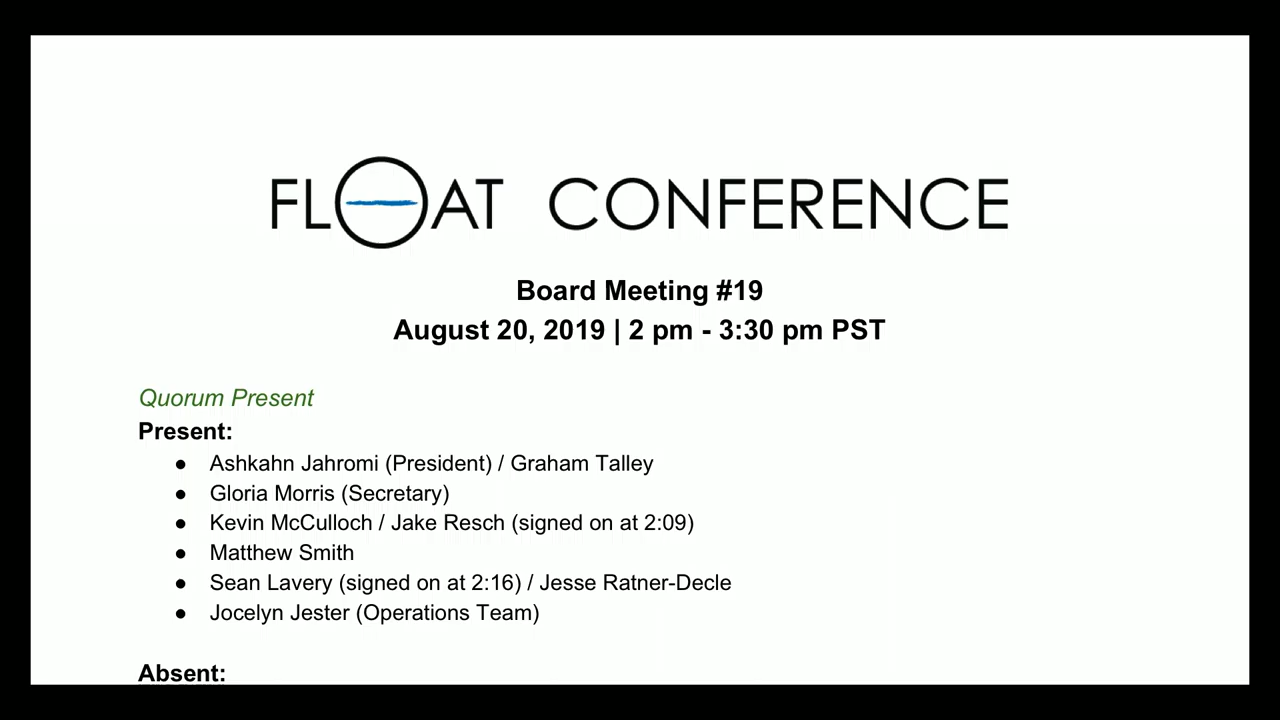 FLOAT CONFERENCE
Board Meeting #19
August 20, 2019 | 2 pm - 3:30 pm PST
Quorum Present
Present:
● Ashkahn Jahromi (President) / Graham Talley
● Gloria Morris (Secretary)
● Kevin McCulloch / Jake Resch (signed on at 2:09)
● Matthew Smith
● Sean Lavery (signed on at 2:16) / Jesse Ratner-Decle
● Jocelyn Jester (Operations Team)
Absent: